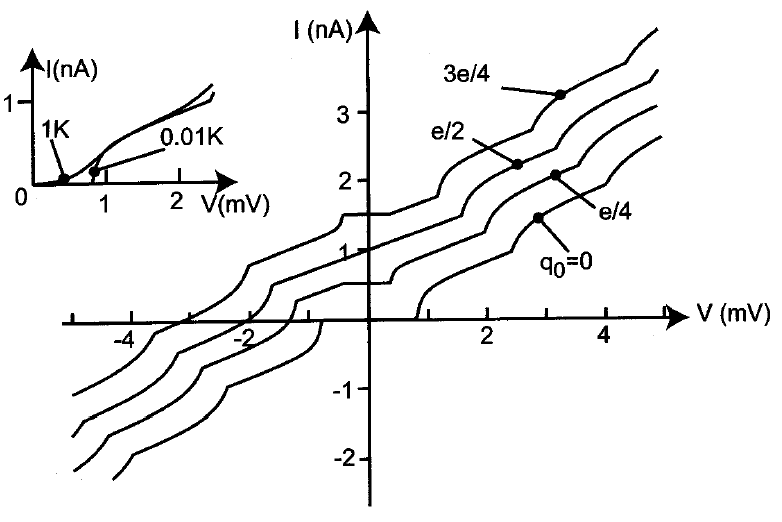 I (nA)
I(nA)
1
1K
0.01K
0
1
2
V(mV)
3e/4
e/2
e/4
q₀=0
3
2
1
-4
-2
2
4
V (mV)
-1
-2